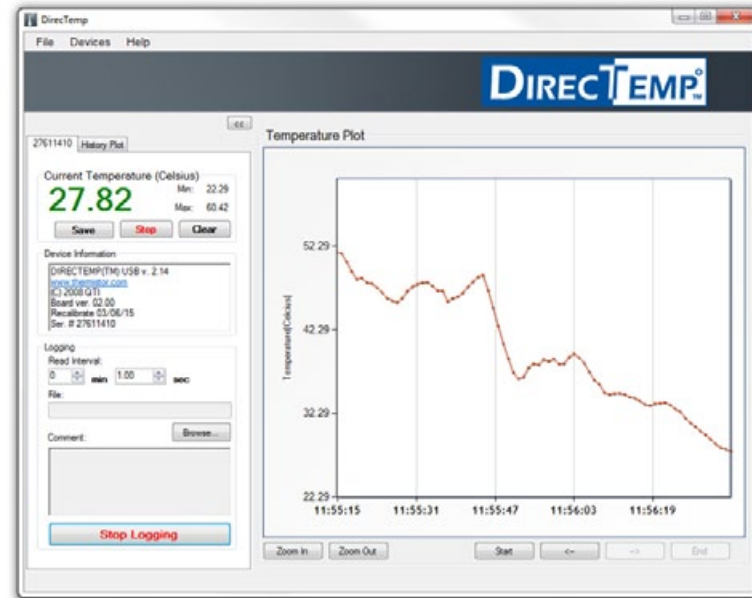 DirecTemp
File Devices Help
DIRECTEMP°™
<<
27611410 History Plot
Current Temperature (Celsius)
27.82
Min: 22.29
Max: 60.42
Save Stop Clear
Device Information
DIRECTEMP(TM) USB v. 2.14
www.thermistor.com
(C) 2008 QTI
Board ver. 02.00
Recalibrate 03/06/15
Ser. # 27611410
Logging
Read Interval:
0 min 1.00 sec
File:
Browse...
Comment:
Stop Logging
Temperature Plot
Temperature[Celcius]
52.29
42.29
32.29
22.29
11:55:15 11:55:31 11:55:47 11:56:03 11:56:19
Zoom In Zoom Out Start <-- --> End